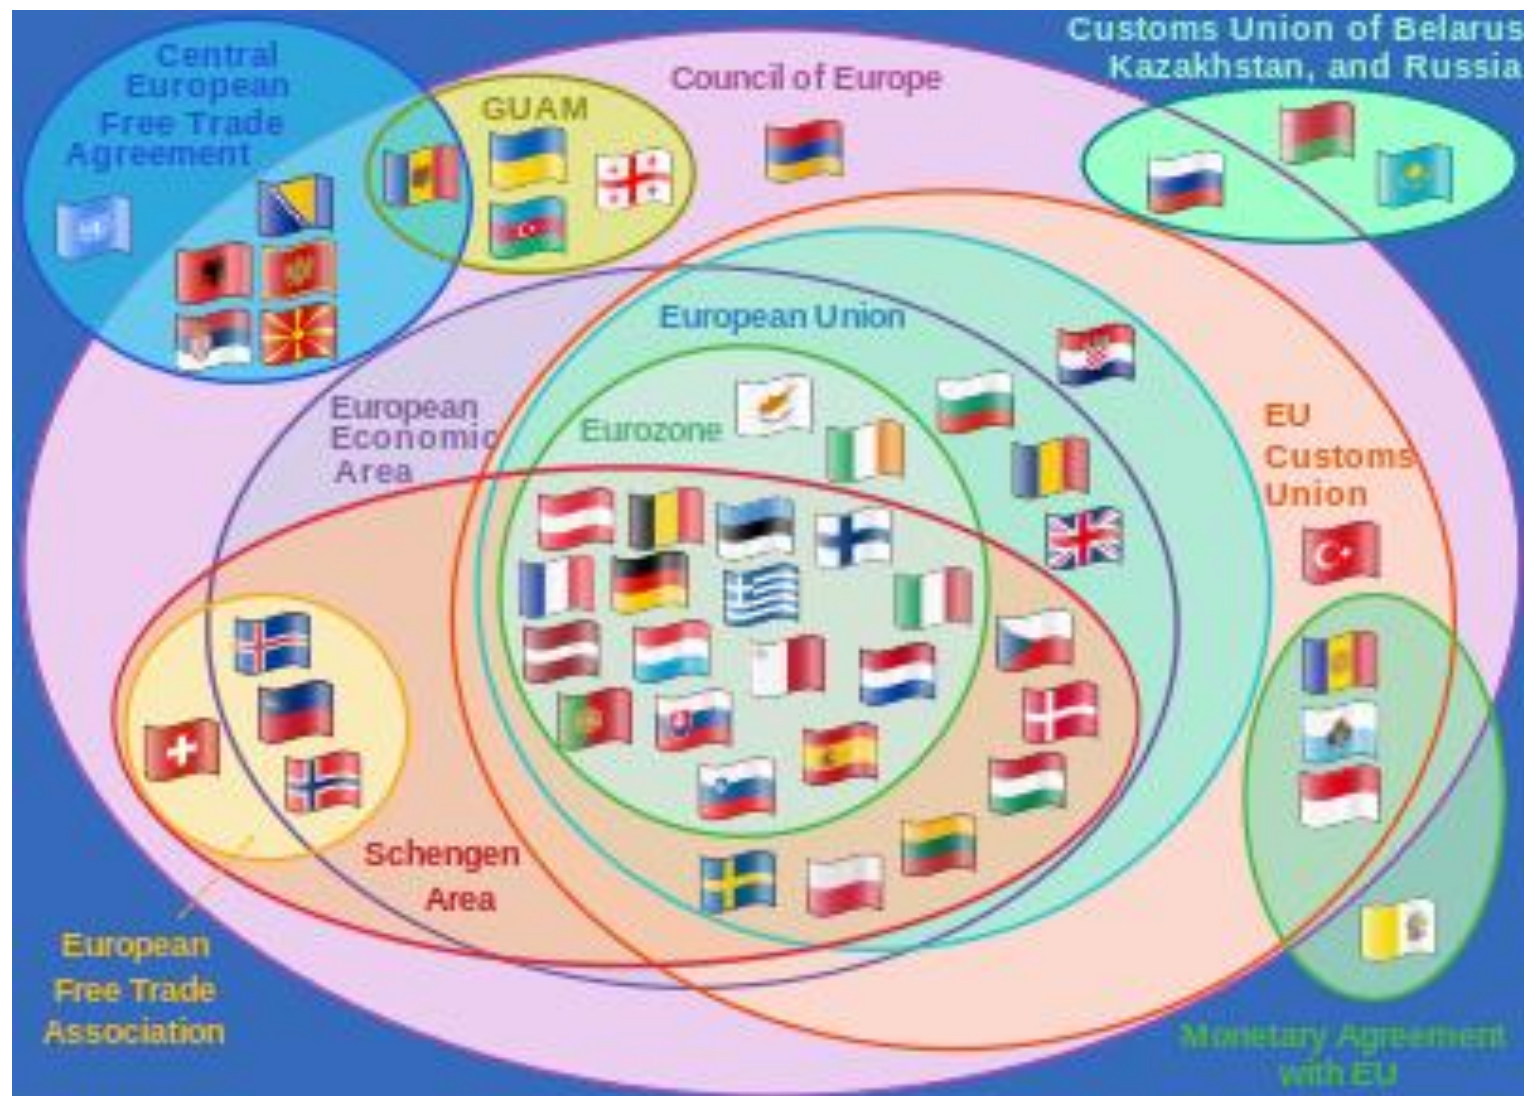 Central
European
Free Trade
Agreement
GUAM
Council of Europe
Customs Union of Belarus
Kazakhstan, and Russia
European Union
European
Economic
Area
Eurozone
EU
Customs
Union
Schengen
Area
European
Free Trade
Association
Monetary Agreement
with EU